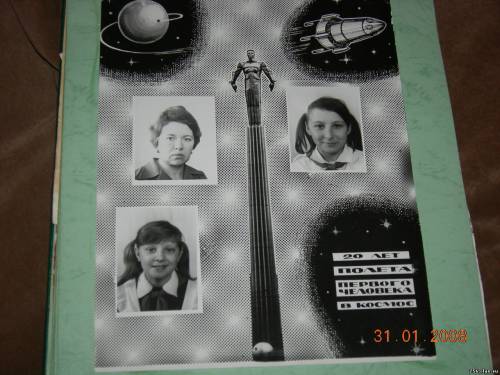 20 ЛЕТ
ПОЛЕТА
ПЕРВОГО
ЧЕЛОВЕКА
В КОСМОС
31.01.2008